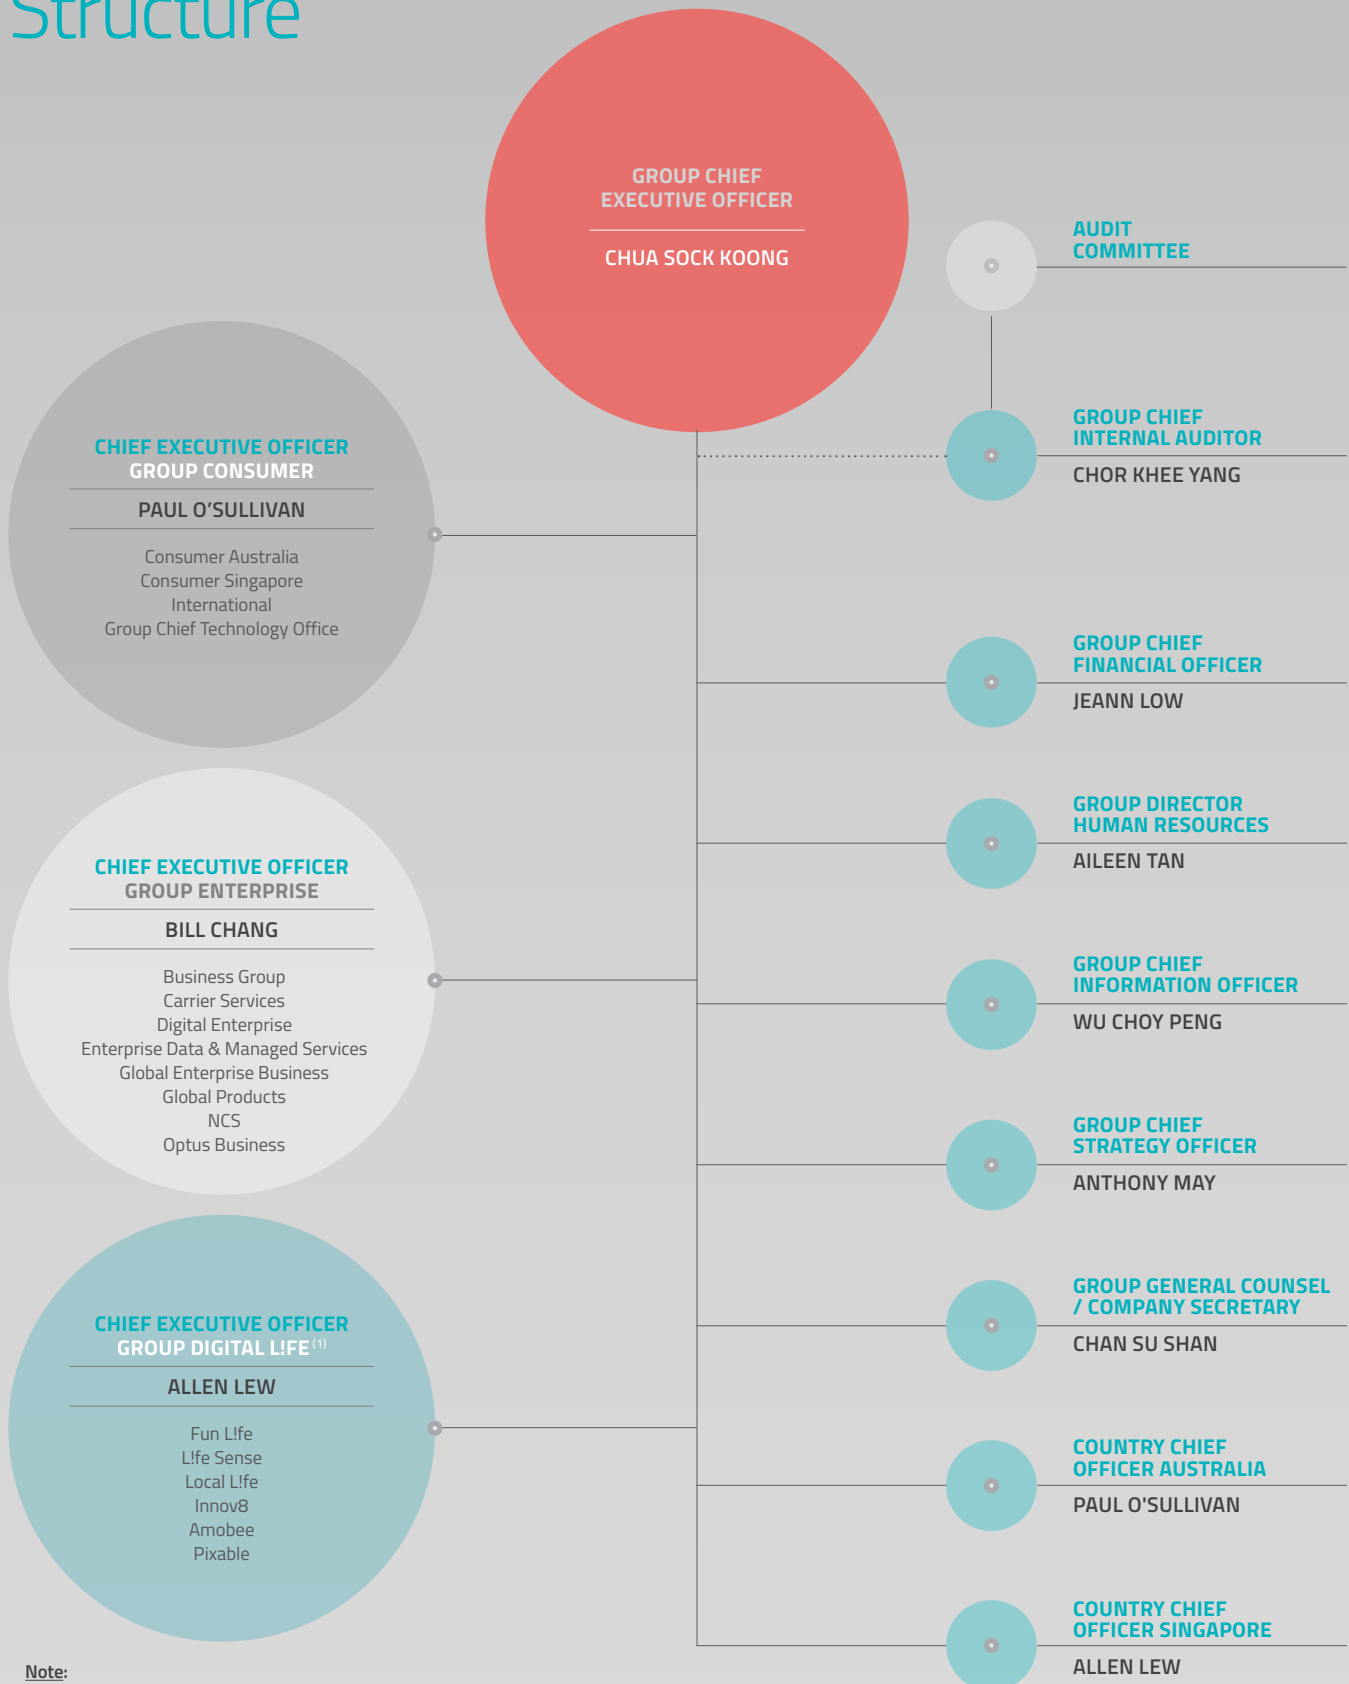 Structure
GROUP CHIEF
EXECUTIVE OFFICER
CHUA SOCK KOONG
AUDIT
COMMITTEE
GROUP CHIEF
INTERNAL AUDITOR
CHOR KHEE YANG
CHIEF EXECUTIVE OFFICER
GROUP CONSUMER
PAUL O’SULLIVAN
Consumer Australia
Consumer Singapore
International
Group Chief Technology Office
GROUP CHIEF
FINANCIAL OFFICER
JEANN LOW
GROUP DIRECTOR
HUMAN RESOURCES
AILEEN TAN
CHIEF EXECUTIVE OFFICER
GROUP ENTERPRISE
BILL CHANG
Business Group
Carrier Services
Digital Enterprise
Enterprise Data & Managed Services
Global Enterprise Business
Global Products
NCS
Optus Business
GROUP CHIEF
INFORMATION OFFICER
WU CHOY PENG
GROUP CHIEF
STRATEGY OFFICER
ANTHONY MAY
CHIEF EXECUTIVE OFFICER
GROUP DIGITAL L!FE (1)
ALLEN LEW
Fun L!fe
L!fe Sense
Local L!fe
Innov8
Amobee
Pixable
GROUP GENERAL COUNSEL
/ COMPANY SECRETARY
CHAN SU SHAN
COUNTRY CHIEF
OFFICER AUSTRALIA
PAUL O'SULLIVAN
COUNTRY CHIEF
OFFICER SINGAPORE
ALLEN LEW
Note: